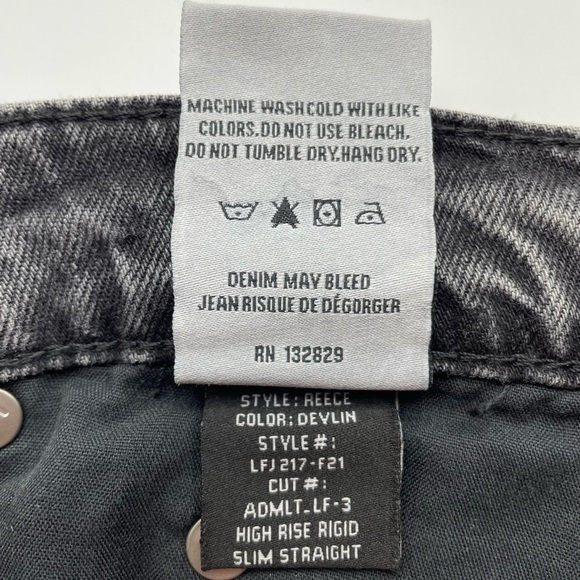 MACHINE WASH COLD WITH LIKE
COLORS. DO NOT USE BLEACH.
DO NOT TUMBLE DRY. HANG DRY.
DENIM MAY BLEED
JEAN RISQUE DE DÉGORGER
RN 132829
STYLE: REECE
COLOR: DEVLIN
STYLE #:
LFJ217-F21
CUT #:
ADMLT_LF-3
HIGH RISE RIGID
SLIM STRAIGHT